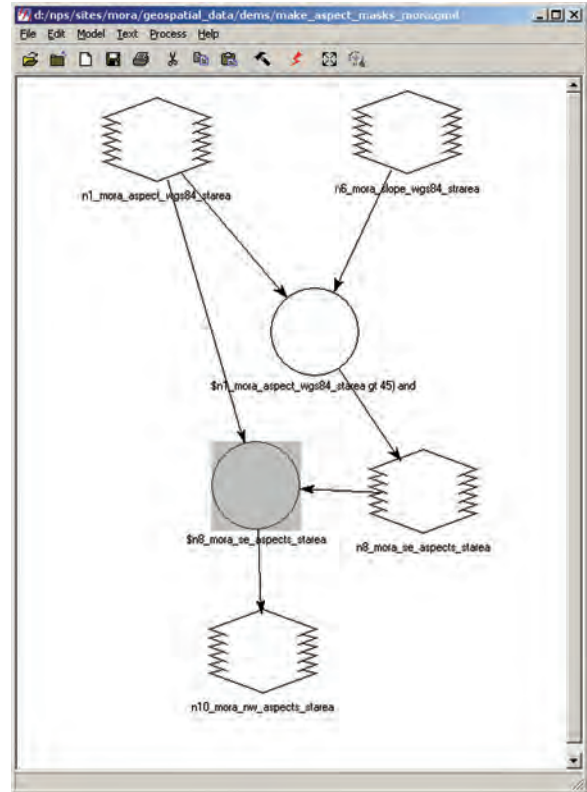 d:/nps/sites/mora/geospatial_data/dems/make_aspect_masks_mora.gmd
File Edit Model Text Process Help
n1_mora_aspect_wgs84_starea
n6_mora_slope_wgs84_strarea
$n1_mora_aspect_wgs84_starea gt 45) and
$n8_mora_se_aspects_starea
n8_mora_se_aspects_starea
n10_mora_nw_aspects_starea